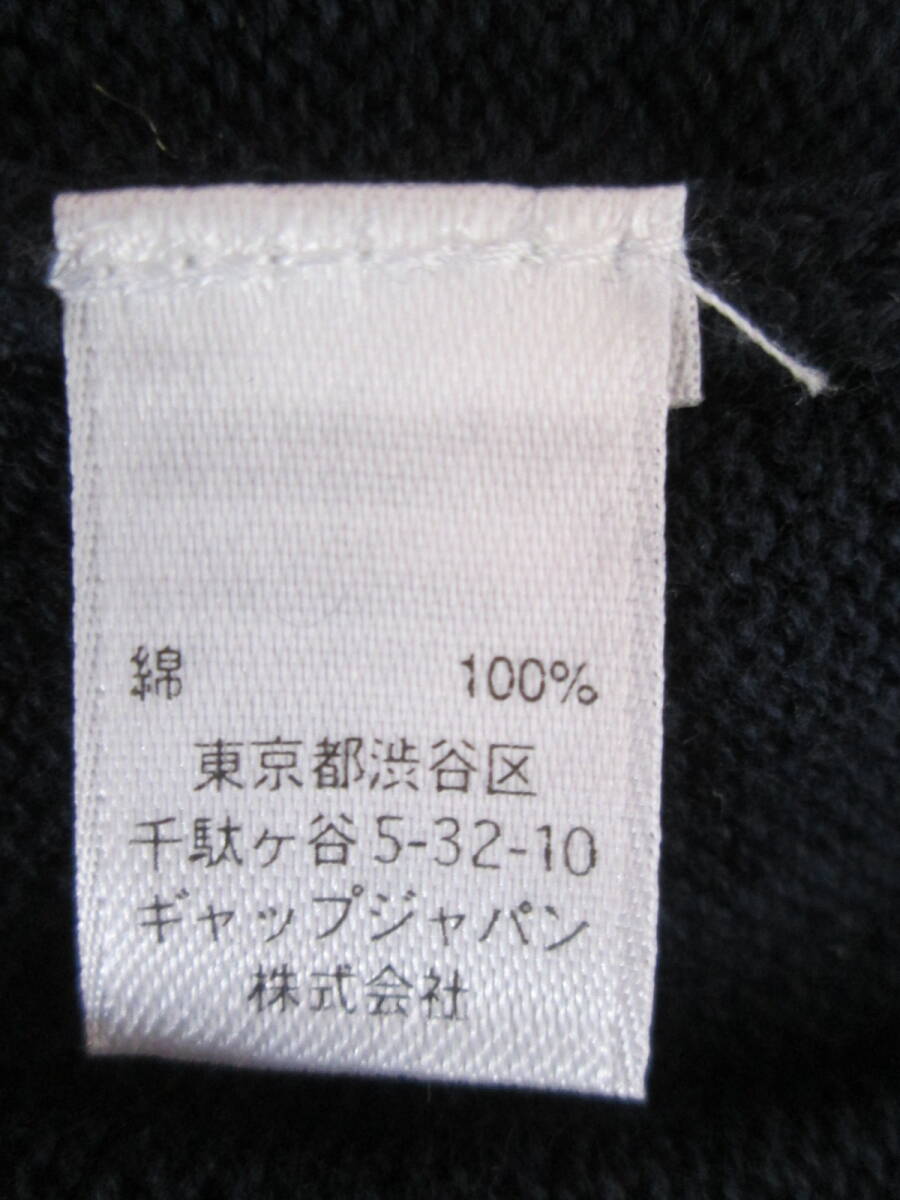 綿 100%
東京都渋谷区
千駄ヶ谷5-32-10
ギャップジャパン
株式会社